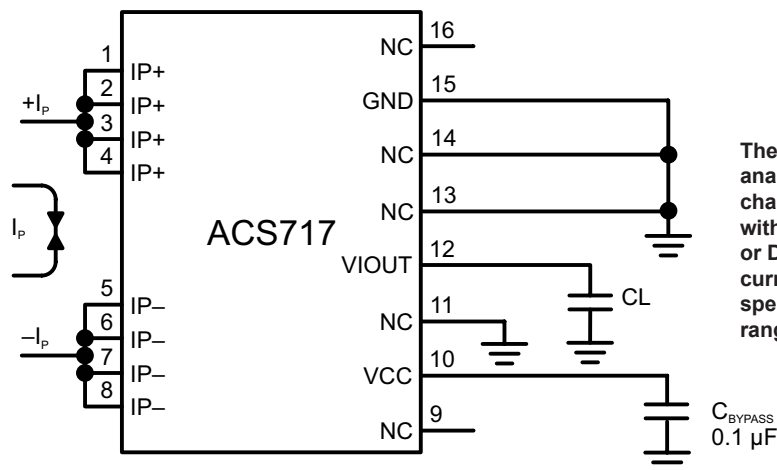 1
IP+
2
IP+
3
IP+
4
IP+
+IP
IP
5
IP–
6
IP–
7
IP–
8
IP–
–IP
ACS717
16
NC
15
GND
14
NC
13
NC
12
VIOUT
11
NC
10
VCC
9
NC
CL
CBYPASS
0.1 µF
The
ana
cha
with
or D
curr
spe
rang